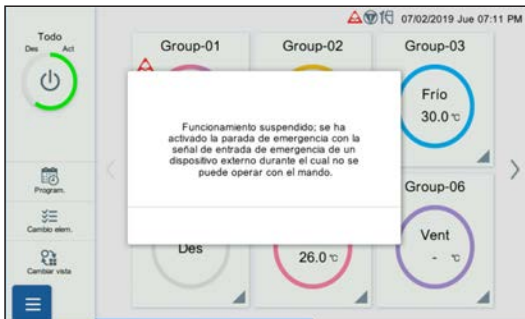 07/02/2019 Jue 07:11 PM
Todo
Des Act
Group-01
Group-02
Group-03
Frío
30.0 °C
Funcionamiento suspendido; se ha
activado la parada de emergencia con la
señal de entrada de emergencia de un
dispositivo externo durante el cual no se
puede operar con el mando.
Program.
Cambio elem.
Cambiar vista
Group-06
Des
26.0 °C
Vent
- °C